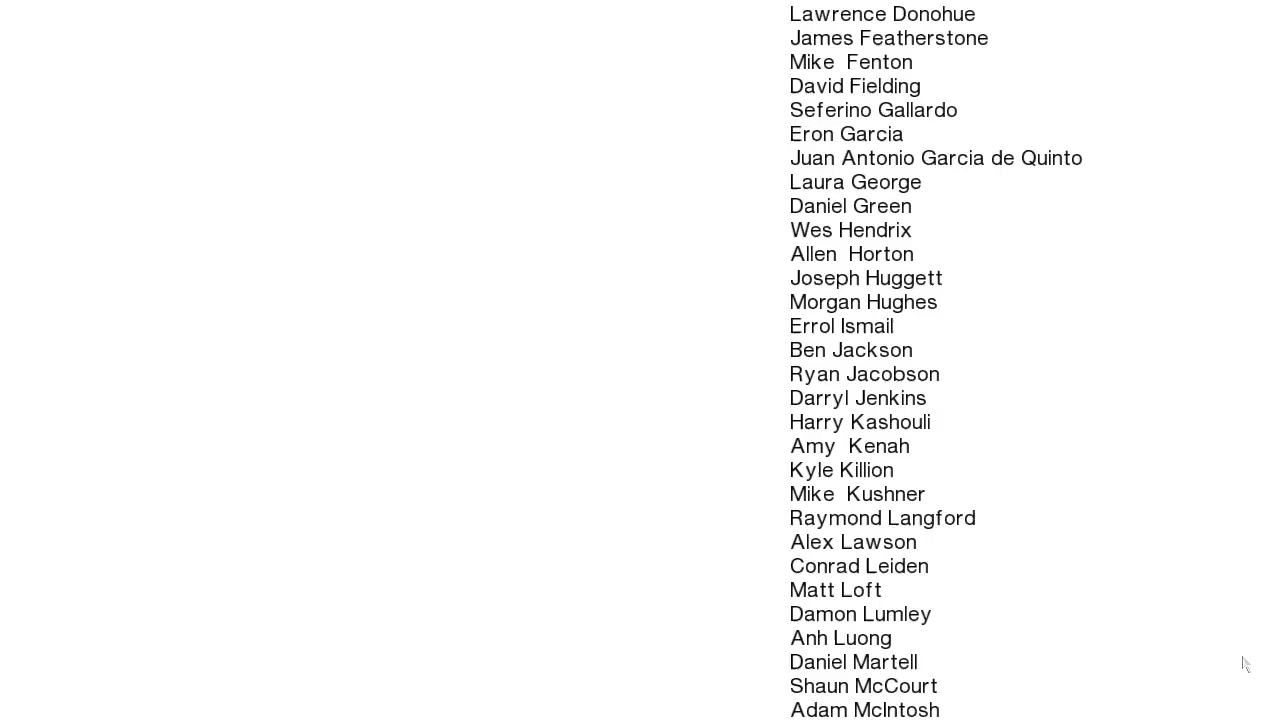 Lawrence Donohue
James Featherstone
Mike  Fenton
David Fielding
Seferino Gallardo
Eron Garcia
Juan Antonio Garcia de Quinto
Laura George
Daniel Green
Wes Hendrix
Allen  Horton
Joseph Huggett
Morgan Hughes
Errol Ismail
Ben Jackson
Ryan Jacobson
Darryl Jenkins
Harry Kashouli
Amy  Kenah
Kyle Killion
Mike  Kushner
Raymond Langford
Alex Lawson
Conrad Leiden
Matt Loft
Damon Lumley
Anh Luong
Daniel Martell
Shaun McCourt
Adam McIntosh